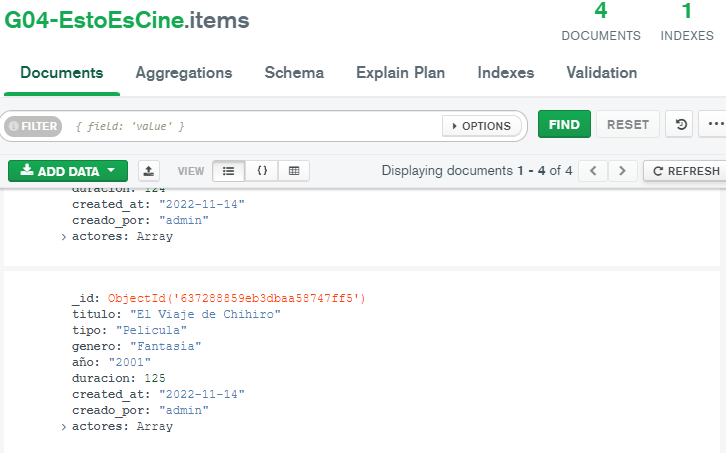 G04-EstoEsCine.items
4 1
DOCUMENTS INDEXES
Documents Aggregations Schema Explain Plan Indexes Validation
FILTER { field: 'value' } OPTIONS FIND RESET
ADD DATA VIEW {} Displaying documents 1 - 4 of 4 REFRESH
duracion: 124
created_at: "2022-11-14"
creado_por: "admin"
actores: Array
_id: ObjectId('637288859eb3dbaa58747ff5')
titulo: "El Viaje de Chihiro"
tipo: "Pelicula"
genero: "Fantasia"
año: "2001"
duracion: 125
created_at: "2022-11-14"
creado_por: "admin"
actores: Array